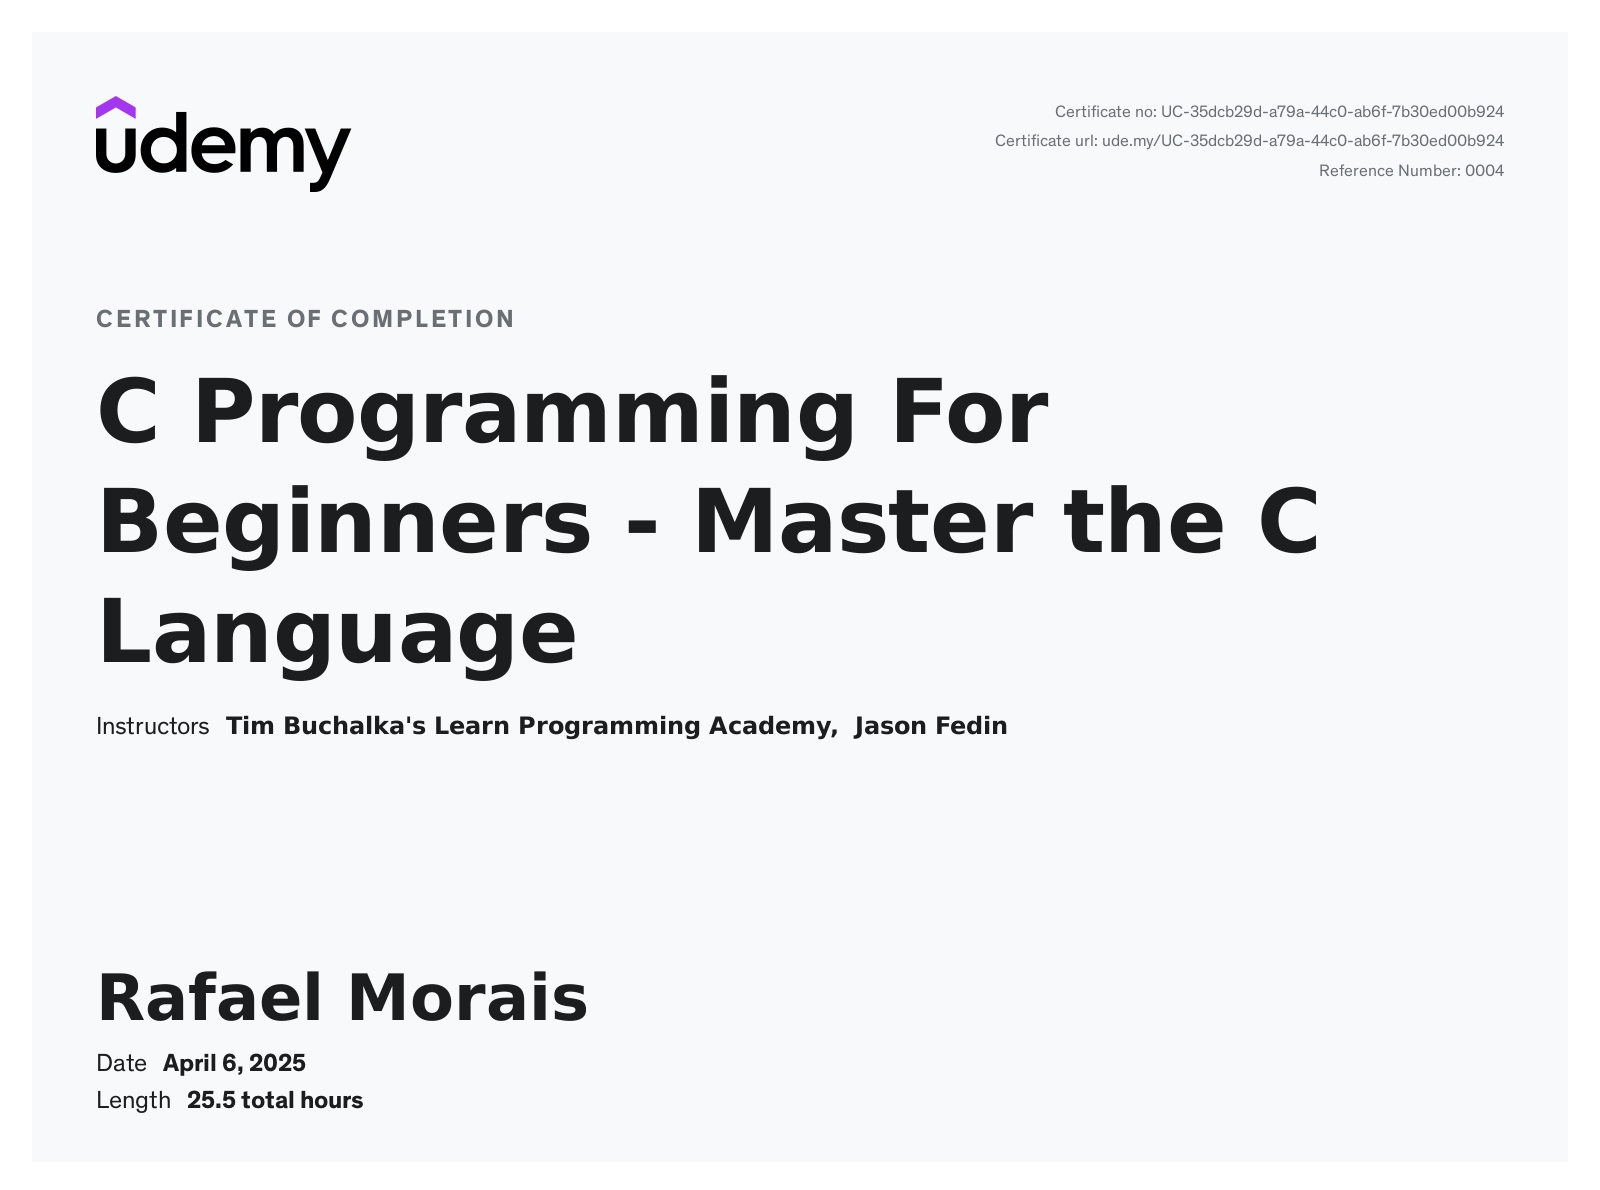 udemy
Certificate no: UC-35dcb29d-a79a-44c0-ab6f-7b30ed00b924
Certificate url: ude.my/UC-35dcb29d-a79a-44c0-ab6f-7b30ed00b924
Reference Number: 0004
CERTIFICATE OF COMPLETION
C Programming For
Beginners - Master the C
Language
Instructors Tim Buchalka's Learn Programming Academy, Jason Fedin
Rafael Morais
Date April 6, 2025
Length 25.5 total hours